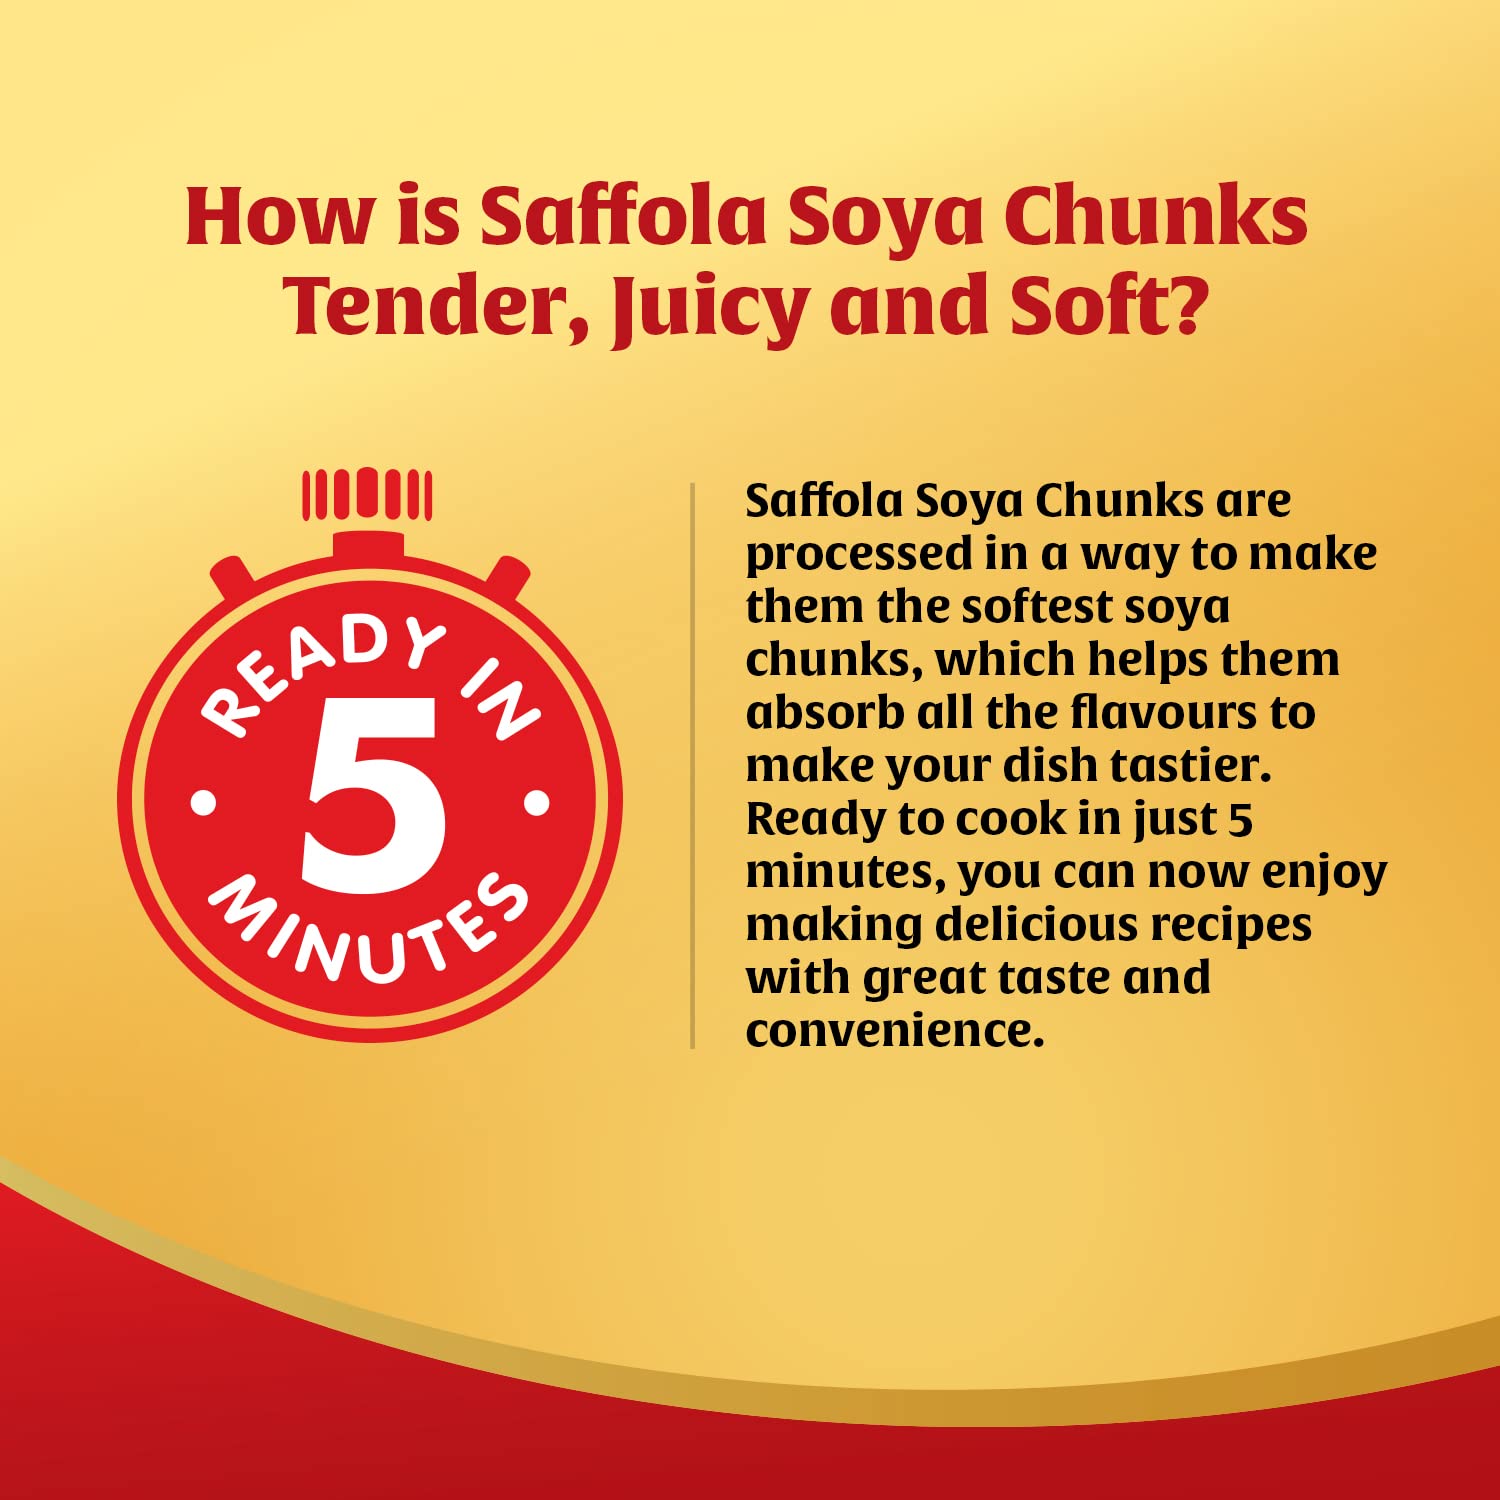 How is Saffola Soya Chunks
Tender, Juicy and Soft?
READY IN
5
MINUTES
Saffola Soya Chunks are
processed in a way to make
them the softest soya
chunks, which helps them
absorb all the flavours to
make your dish tastier.
Ready to cook in just 5
minutes, you can now enjoy
making delicious recipes
with great taste and
convenience.